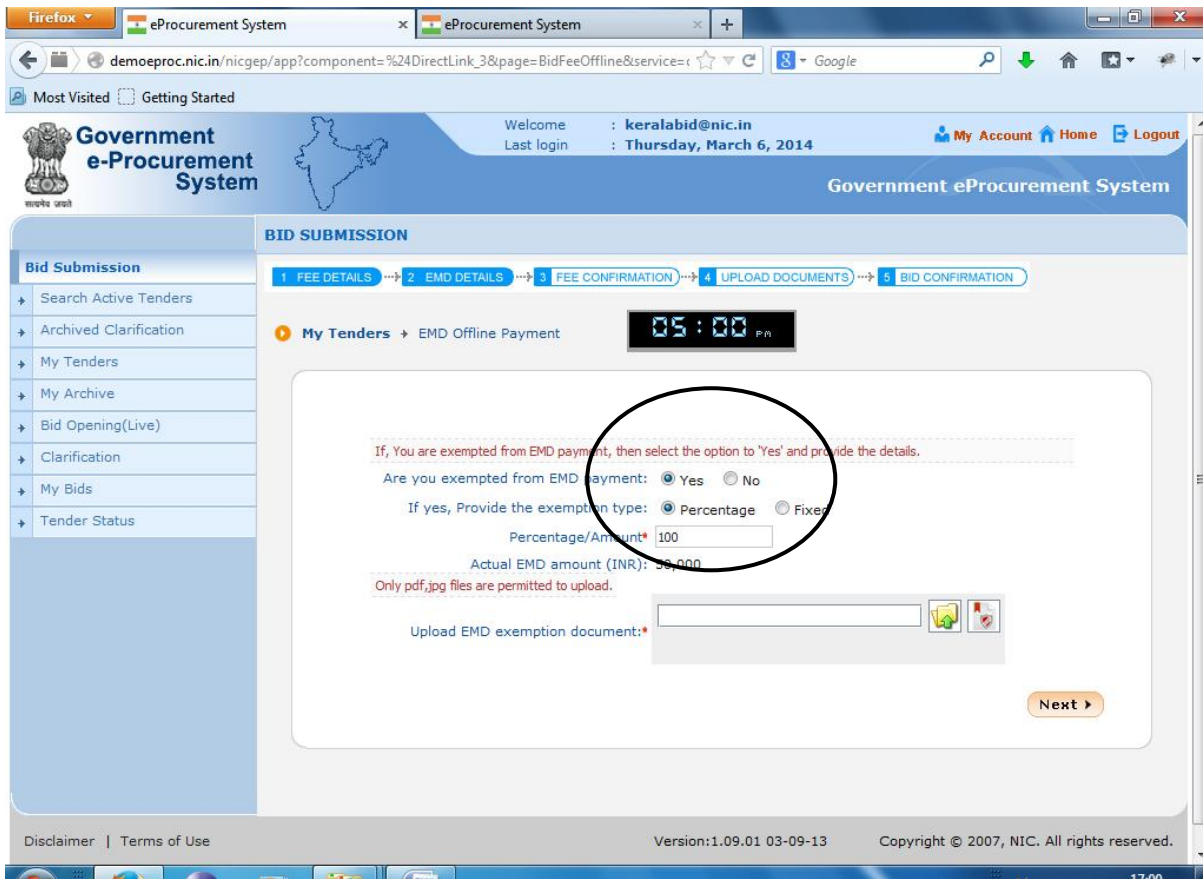 Firefox
eProcurement System
eProcurement System
demoeproc.nic.in/nicgep/app?component=%24DirectLink_3&page=BidFeeOffline&service=
Google
Most Visited Getting Started
Government
e-Procurement
System
सत्यमेव जयते
Welcome : keralabid@nic.in
Last login : Thursday, March 6, 2014
My Account Home Logout
Government eProcurement System
BID SUBMISSION
Bid Submission
Search Active Tenders
Archived Clarification
My Tenders
My Archive
Bid Opening(Live)
Clarification
My Bids
Tender Status
1 FEE DETAILS 2 EMD DETAILS 3 FEE CONFIRMATION 4 UPLOAD DOCUMENTS 5 BID CONFIRMATION
My Tenders EMD Offline Payment
05:00 PM
If, You are exempted from EMD payment, then select the option to 'Yes' and provide the details.
Are you exempted from EMD payment: Yes No
If yes, Provide the exemption type: Percentage Fixed
Percentage/Amount* 100
Actual EMD amount (INR): 50,000
Only pdf,jpg files are permitted to upload.
Upload EMD exemption document:*
Next
Disclaimer | Terms of Use
Version:1.09.01 03-09-13
Copyright © 2007, NIC. All rights reserved.
17:00